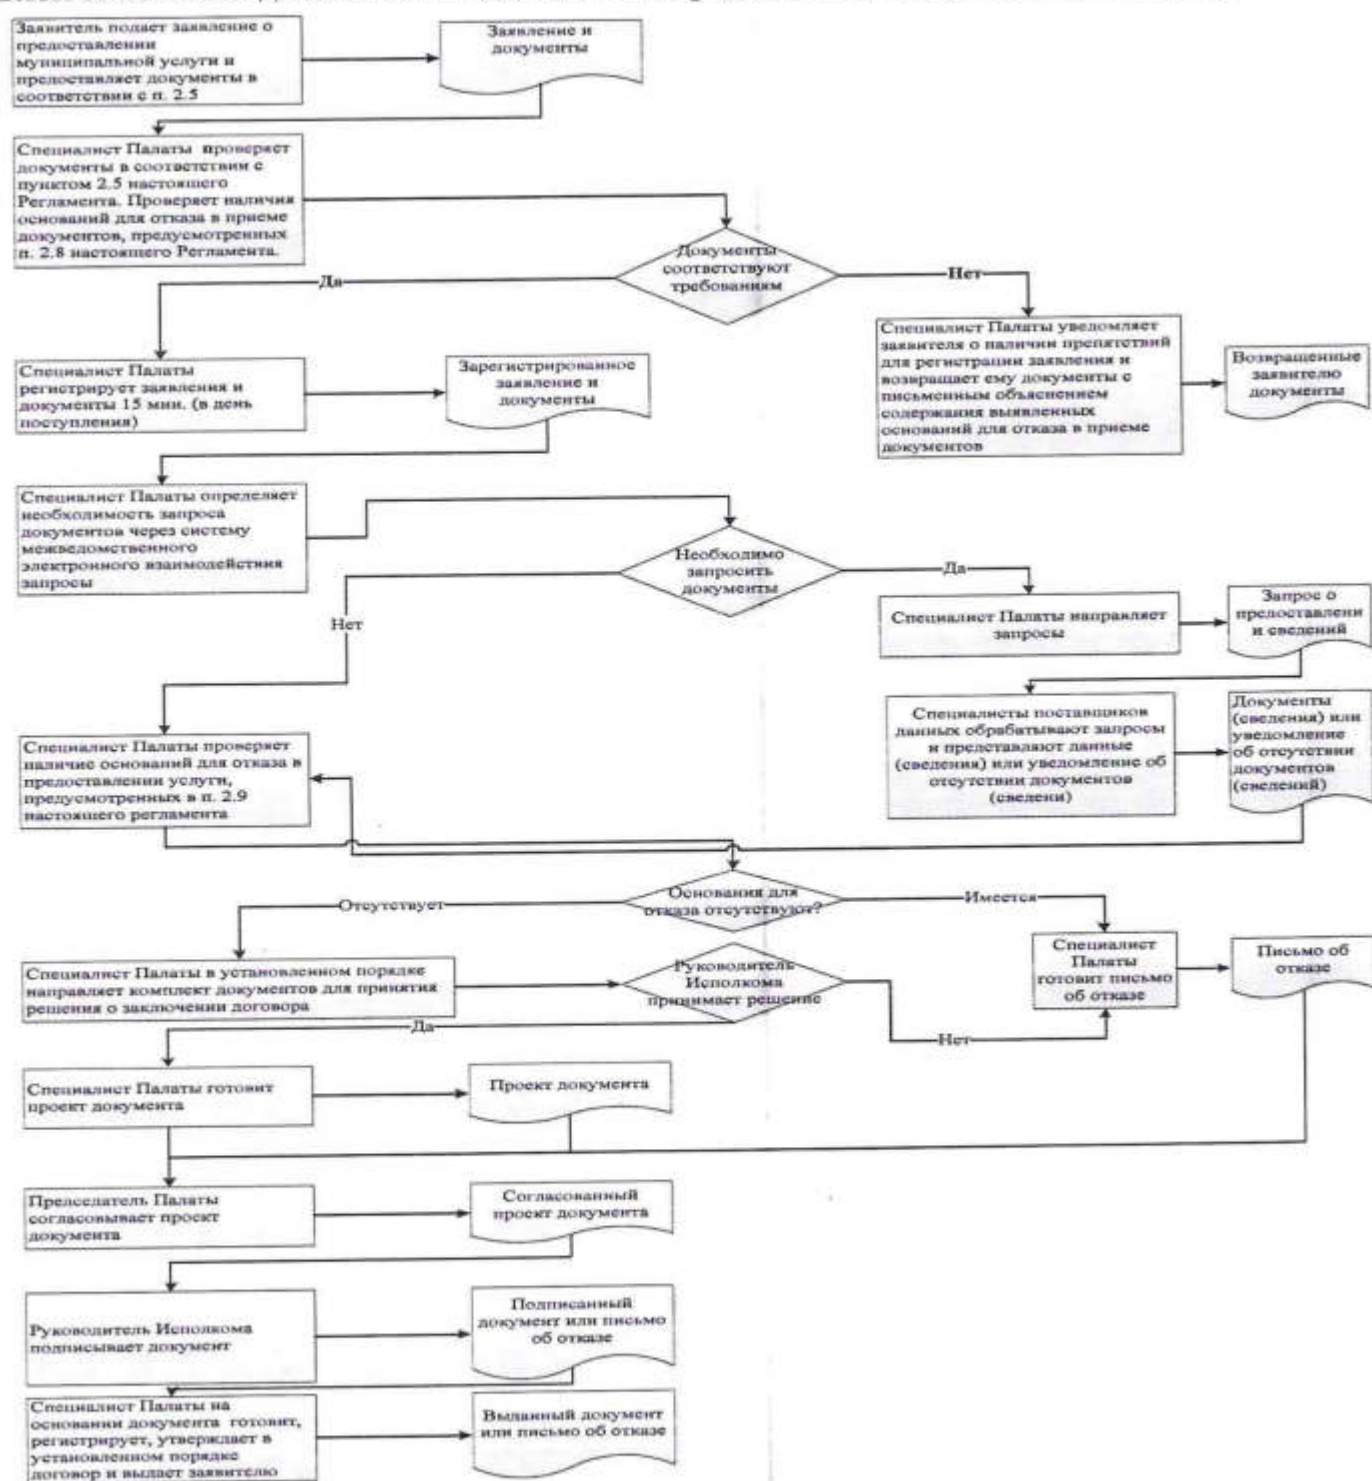 Заявитель подает заявление о
предоставлении
муниципальной услуги и
предоставляет документы в
соответствии с п. 2.5
Заявление и
документы
Специалист Палаты проверяет
документы в соответствии с
пунктом 2.5 настоящего
Регламента. Проверяет наличия
оснований для отказа в приеме
документов, предусмотренных
п. 2.8 настоящего Регламента.
Документы
соответствуют
требованиям
Да
Нет
Специалист Палаты
регистрирует заявления и
документы 15 мин. (в день
поступления)
Зарегистрированное
заявление и
документы
Специалист Палаты уведомляет
заявителя о наличии препятствий
для регистрации заявления и
возвращает ему документы с
письменным объяснением
содержания выявленных
оснований для отказа в приеме
документов
Возвращенные
заявителю
документы
Специалист Палаты определяет
необходимость запроса
документов через систему
межведомственного
электронного взаимодействия
запросы
Необходимо
запросить
документы
Да
Нет
Специалист Палаты направляет
запросы
Запрос о
предоставлени
и сведений
Специалист Палаты проверяет
наличие оснований для отказа в
предоставлении услуги,
предусмотренных в п. 2.9
настоящего регламента
Специалисты поставщиков
данных обрабатывают запросы
и представляют данные
(сведения) или уведомление об
отсутствии документов
(сведени)
Документы
(сведения) или
уведомление
об отсутствии
документов
(сведений)
Основания для
отказа отсутствуют?
Отсутствует
Имеется
Специалист Палаты в установленном порядке
направляет комплект документов для принятия
решения о заключении договора
Руководитель
Исполкома
принимает решение
Специалист
Палаты
готовит письмо
об отказе
Письмо об
отказе
Да
Нет
Специалист Палаты готовит
проект документа
Проект документа
Председатель Палаты
согласовывает проект
документа
Согласованный
проект документа
Руководитель Исполкома
подписывает документ
Подписанный
документ или письмо
об отказе
Специалист Палаты на
основании документа готовит,
регистрирует, утверждает в
установленном порядке
договор и выдает заявителю
Выданный документ
или письмо об отказе